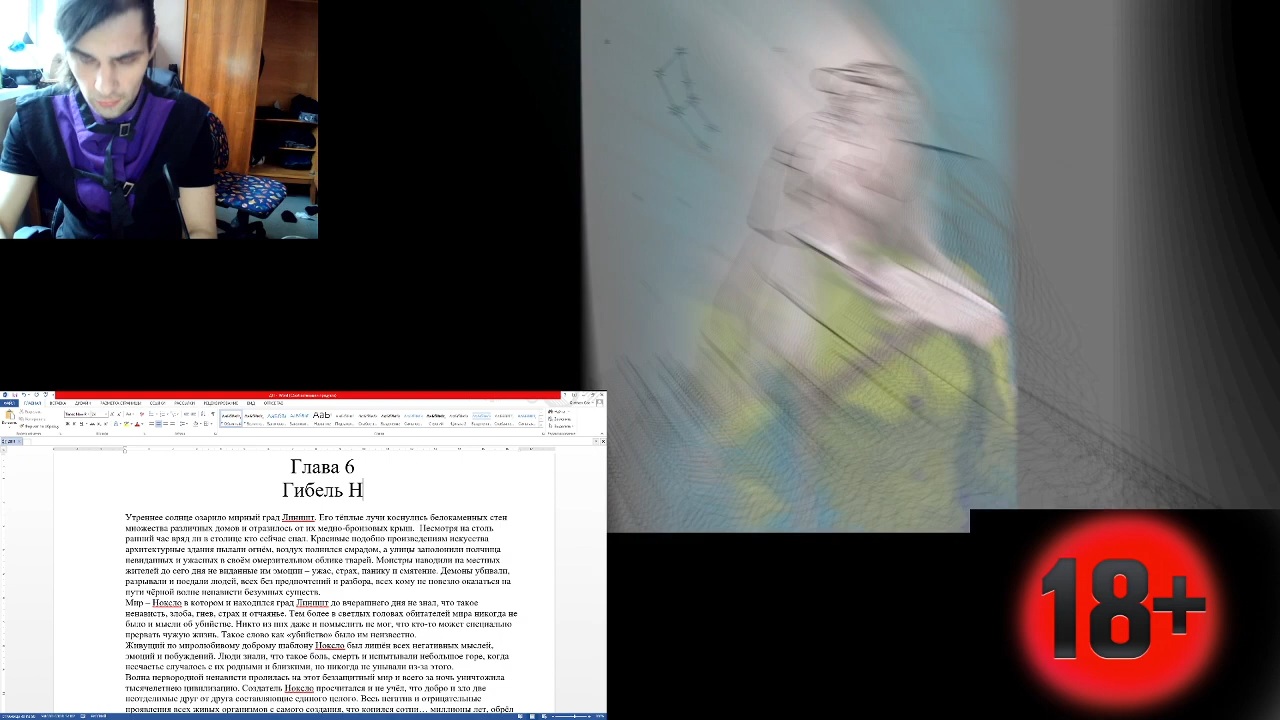 Глава 6
Гибель Н
Утреннее солнце озарило мирный град Линишт. Его тёплые лучи коснулись белокаменных стен
множества различных домов и отразилось от их медно-бронзовых крыш. Несмотря на столь
ранний час вряд ли в столице кто сейчас спал. Красивые подобно произведениям искусства
архитектурные здания пылали огнём, воздух полнился смрадом, а улицы заполонили полчища
невиданных и ужасных в своём омерзительном облике тварей. Монстры наводили на местных
жителей до сего дня не виданные им эмоции – ужас, страх, панику и смятение. Демоны убивали,
разрывали и поедали людей, всех без предпочтений и разбора, всех кому не повезло оказаться на
пути чёрной волне ненависти безумных существ.
Мир – Ноксло в котором и находился град Линишт до вчерашнего дня не знал, что такое
ненависть, злоба, гнев, страх и отчаянье. Тем более в светлых головах обитателей мира никогда не
было и мысли об убийстве. Никто из них даже и помыслить не мог, что кто-то может специально
прервать чужую жизнь. Такое слово как «убийство» было им неизвестно.
Живущий по миролюбивому доброму шаблону Ноксло был лишён всех негативных мыслей,
эмоций и побуждений. Люди знали, что такое боль, смерть и испытывали небольшое горе, когда
несчастье случалось с их родными и близкими, но никогда не унывали из-за этого.
Волна первородной ненависти пролилась на этот беззащитный мир и всего за ночь уничтожила
тысячелетнею цивилизацию. Создатель Ноксло просчитался и не учёл, что добро и зло две
неотделимые друг от друга составляющие единого целого. Весь негатив и отрицательные
проявления всех живых организмов с самого создания, что копился сотни… миллионы лет, обрёл
18+